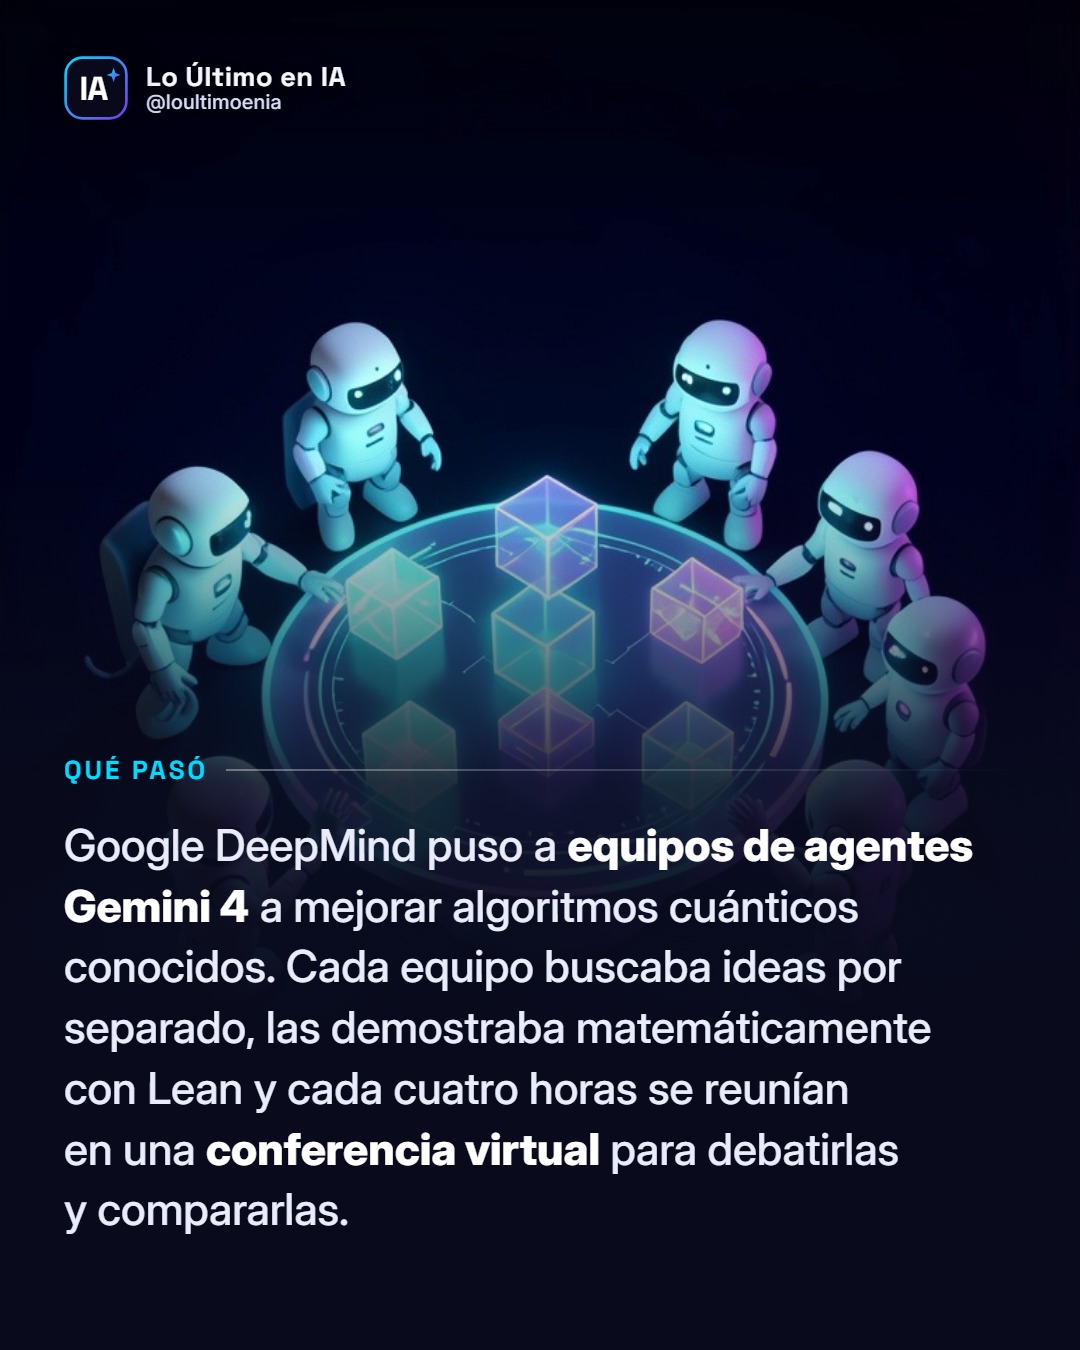 IA
Lo Último en IA
@loultimoenia
QUÉ PASÓ
Google DeepMind puso a equipos de agentes
Gemini 4 a mejorar algoritmos cuánticos
conocidos. Cada equipo buscaba ideas por
separado, las demostraba matemáticamente
con Lean y cada cuatro horas se reunían
en una conferencia virtual para debatirlas
y compararlas.